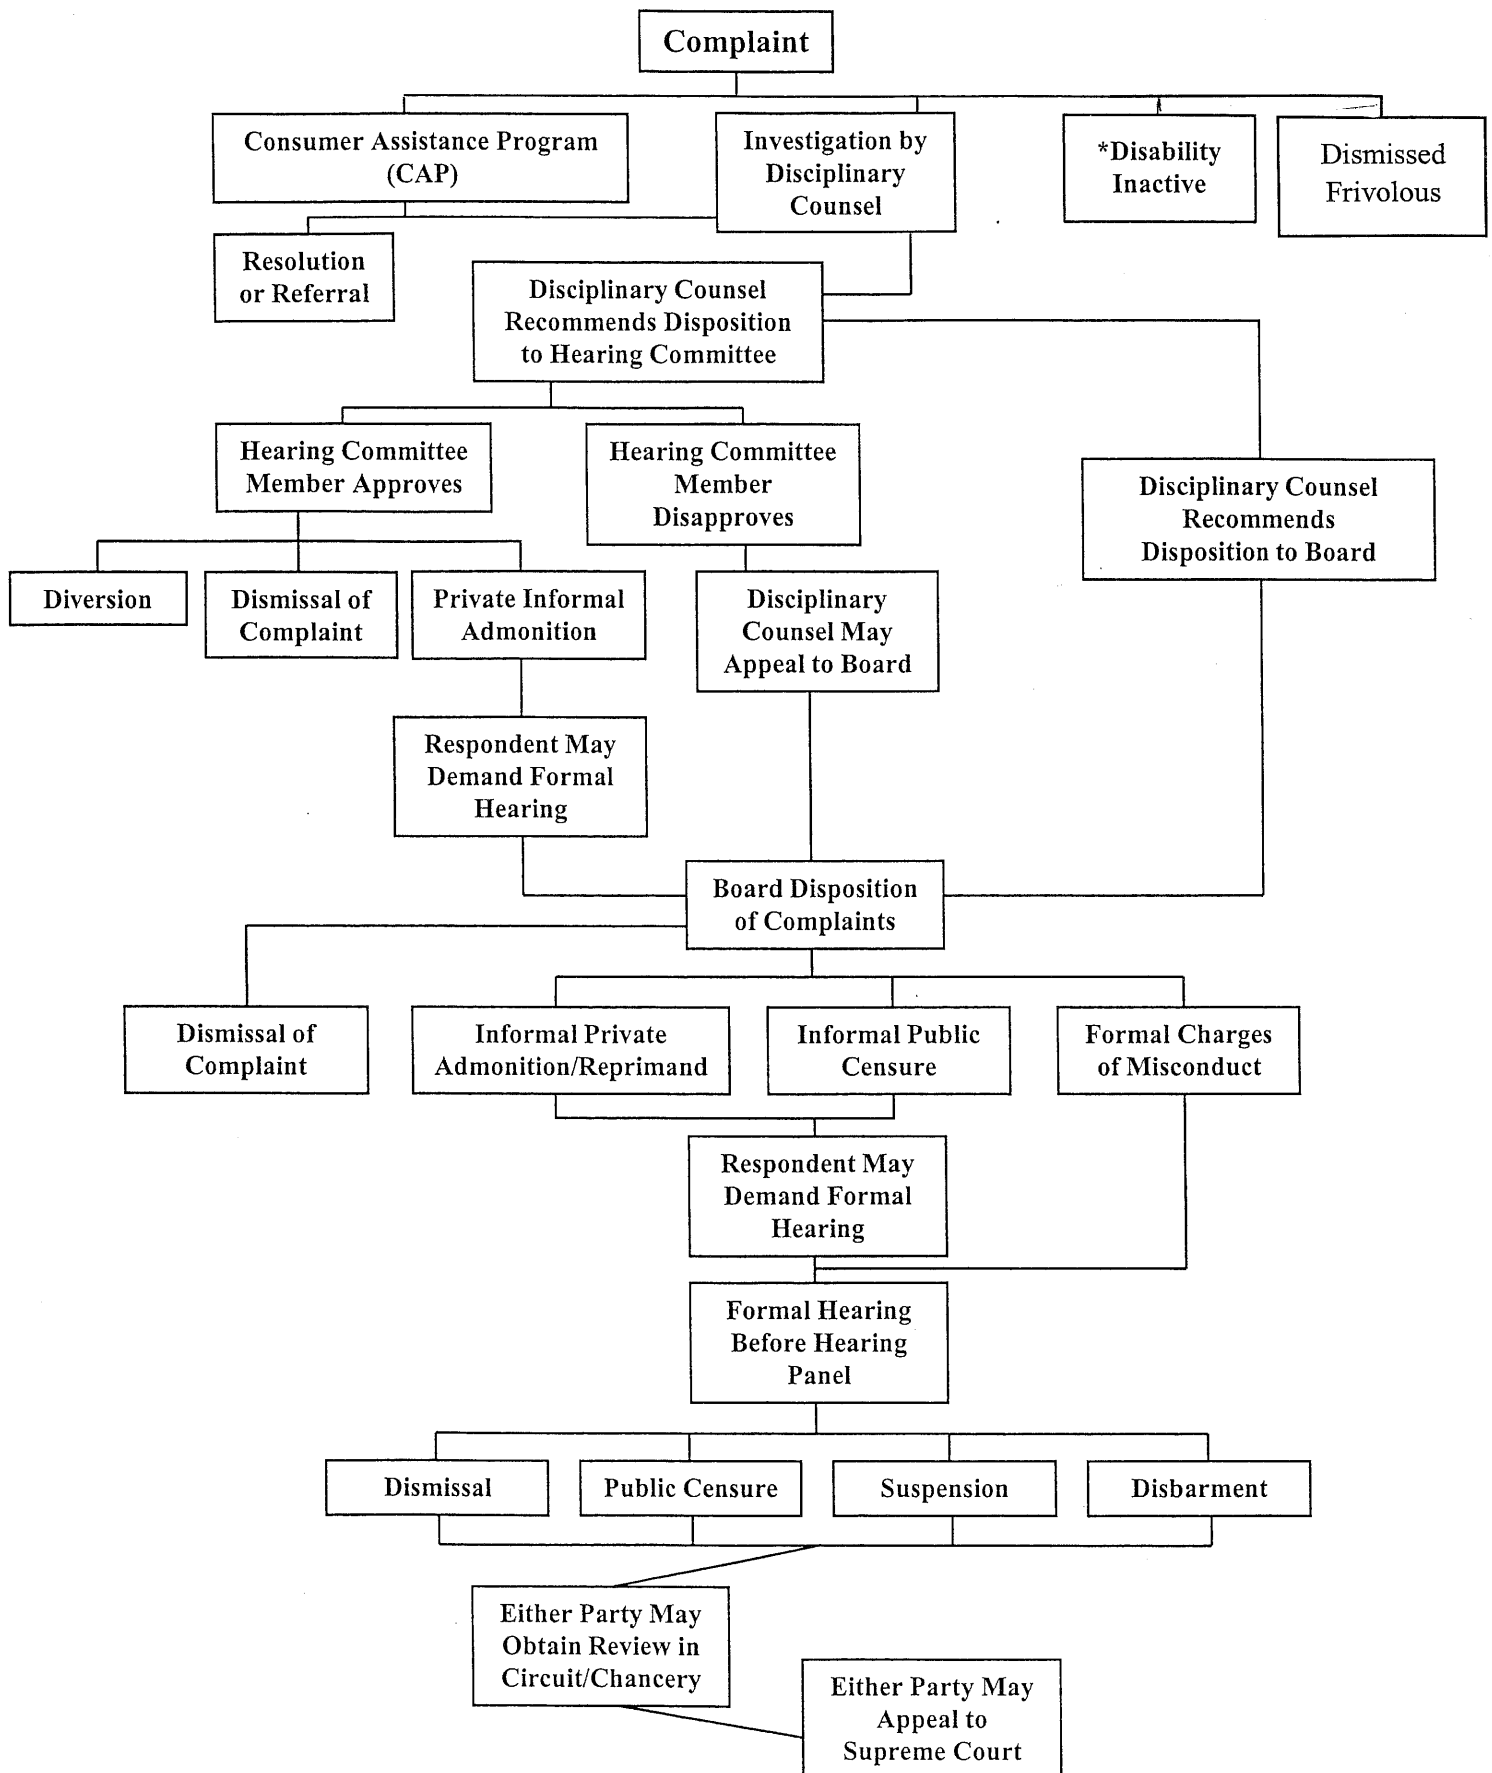 Complaint
Consumer Assistance Program
(CAP)
Investigation by
Disciplinary
Counsel
*Disability
Inactive
Dismissed
Frivolous
Resolution
or Referral
Disciplinary Counsel
Recommends Disposition
to Hearing Committee
Hearing Committee
Member Approves
Hearing Committee
Member
Disapproves
Disciplinary Counsel
Recommends
Disposition to Board
Diversion
Dismissal of
Complaint
Private Informal
Admonition
Disciplinary
Counsel May
Appeal to Board
Respondent May
Demand Formal
Hearing
Board Disposition
of Complaints
Dismissal of
Complaint
Informal Private
Admonition/Reprimand
Informal Public
Censure
Formal Charges
of Misconduct
Respondent May
Demand Formal
Hearing
Formal Hearing
Before Hearing
Panel
Dismissal
Public Censure
Suspension
Disbarment
Either Party May
Obtain Review in
Circuit/Chancery
Either Party May
Appeal to
Supreme Court